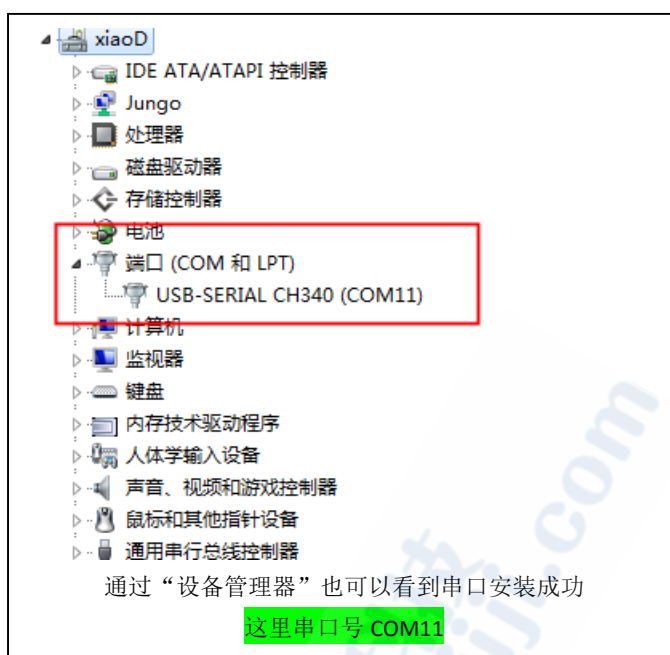 xiaoD
IDE ATA/ATAPI 控制器
Jungo
处理器
磁盘驱动器
存储控制器
电池
端口 (COM 和 LPT)
USB-SERIAL CH340 (COM11)
计算机
监视器
键盘
内存技术驱动程序
人体学输入设备
声音、视频和游戏控制器
鼠标和其他指针设备
通用串行总线控制器
通过“设备管理器”也可以看到串口安装成功
这里串口号 COM11